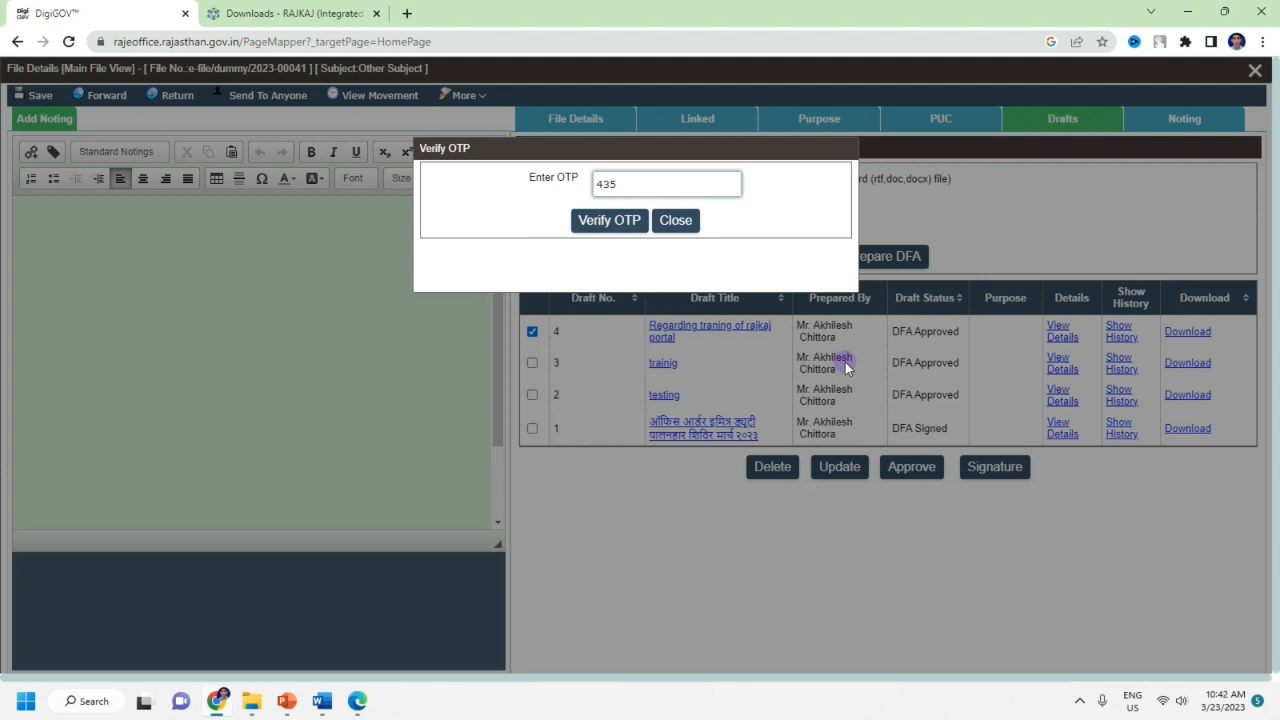 DigiGOV™
Downloads - RAJKAJ (Integrated
rajeoffice.rajasthan.gov.in/PageMapper?_targetPage=HomePage
File Details [Main File View] - [ File No.:e-file/dummy/2023-00041 ] [ Subject:Other Subject ]
Save Forward Return Send To Anyone View Movement More
Add Noting File Details Linked Purpose PUC Drafts Noting
Verify OTP
Standard Notings B I U
Font Size
Enter OTP 435
rd (rtf,doc,docx) file)
Verify OTP Close
epare DFA
Draft No. Draft Title Prepared By Draft Status Purpose Details Show History Download
4 Regarding traning of rajkaj portal Mr. Akhilesh Chittora DFA Approved View Details Show History Download
3 trainig Mr. Akhilesh Chittora DFA Approved View Details Show History Download
2 testing Mr. Akhilesh Chittora DFA Approved View Details Show History Download
1 ऑफिस आर्डर इमित्र ड्यूटी पालनहार शिविर मार्च २०२३ Mr. Akhilesh Chittora DFA Signed View Details Show History Download
Delete Update Approve Signature
Search
ENG
US
10:42 AM
3/23/2023
5